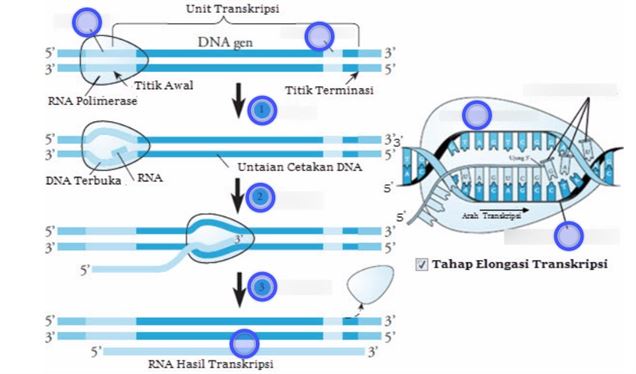 Unit Transkripsi
DNA gen
5' 3'
3' 5'
Titik Awal
Titik Terminasi
RNA Polimerase
1
5' 3'
3' 5'
DNA Terbuka
RNA
Untaian Cetakan DNA
2
5' 3'
3' 3' 5'
5'
3
5' 3'
3' 5'
5' 3'
RNA Hasil Transkripsi
3'
Ujung 3'
5'
5'
Arah Transkripsi
Tahap Elongasi Transkripsi